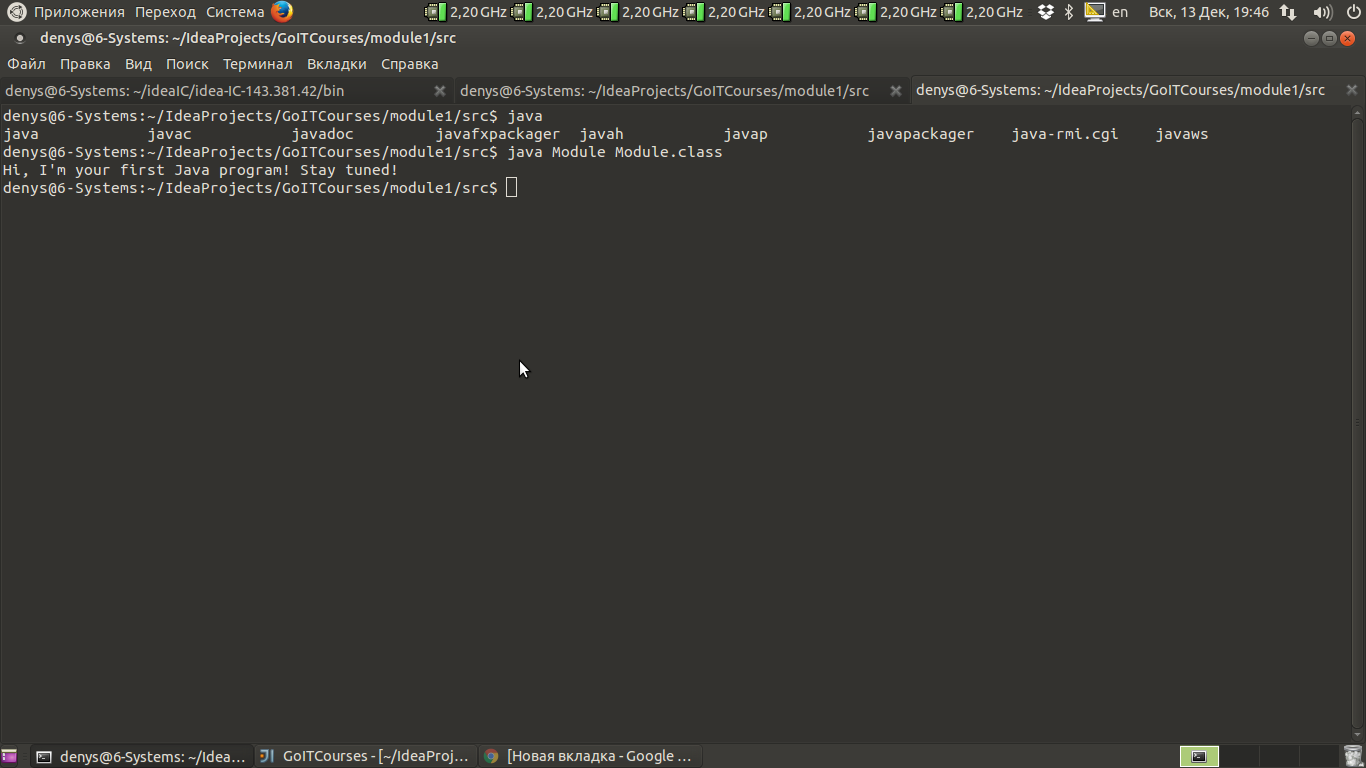 Приложения Переход Система 2,20 GHz 2,20 GHz 2,20 GHz 2,20 GHz 2,20 GHz 2,20 GHz 2,20 GHz en Вск, 13 Дек, 19:46
denys@6-Systems: ~/IdeaProjects/GoITCourses/module1/src
Файл Правка Вид Поиск Терминал Вкладки Справка
denys@6-Systems: ~/ideaIC/idea-IC-143.381.42/bin denys@6-Systems: ~/IdeaProjects/GoITCourses/module1/src denys@6-Systems: ~/IdeaProjects/GoITCourses/module1/src
denys@6-Systems:~/IdeaProjects/GoITCourses/module1/src$ java
java javac javadoc javafxpackager javah javap javapackager java-rmi.cgi javaws
denys@6-Systems:~/IdeaProjects/GoITCourses/module1/src$ java Module Module.class
Hi, I'm your first Java program! Stay tuned!
denys@6-Systems:~/IdeaProjects/GoITCourses/module1/src$
denys@6-Systems: ~/Idea... GoITCourses - [~/IdeaProj... [Новая вкладка - Google ...